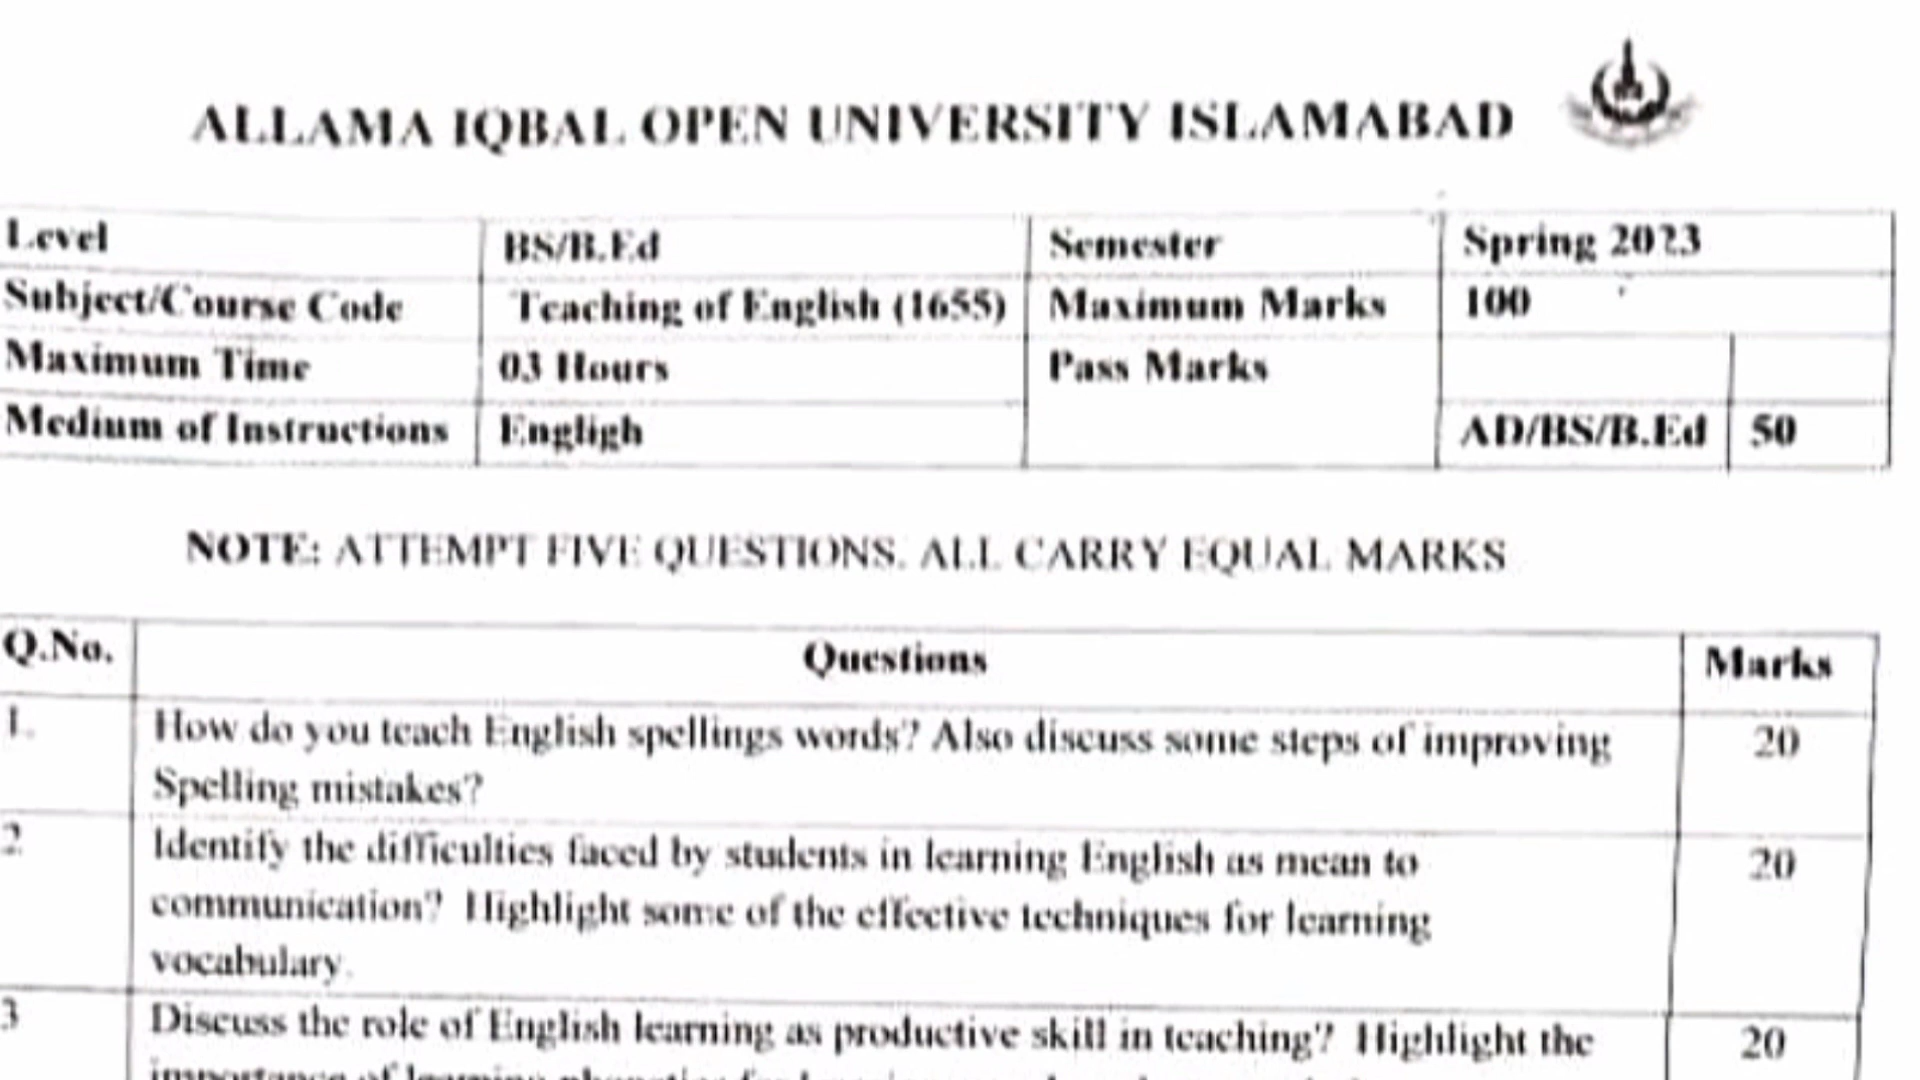 ALLAMA IQBAL OPEN UNIVERSITY ISLAMABAD
Level BS/B.Ed Semester Spring 2023
Subject/Course Code Teaching of English (1655) Maximum Marks 100
Maximum Time 03 Hours Pass Marks
Medium of Instructions Engligh AD/BS/B.Ed 50
NOTE: ATTEMPT FIVE QUESTIONS. ALL CARRY EQUAL MARKS
Q.No. Questions Marks
1. How do you teach English spellings words? Also discuss some steps of improving 20
Spelling mistakes?
2 Identify the difficulties faced by students in learning English as mean to 20
communication? Highlight some of the effective techniques for learning
vocabulary.
3 Discuss the role of English learning as productive skill in teaching? Highlight the 20
importance of learning